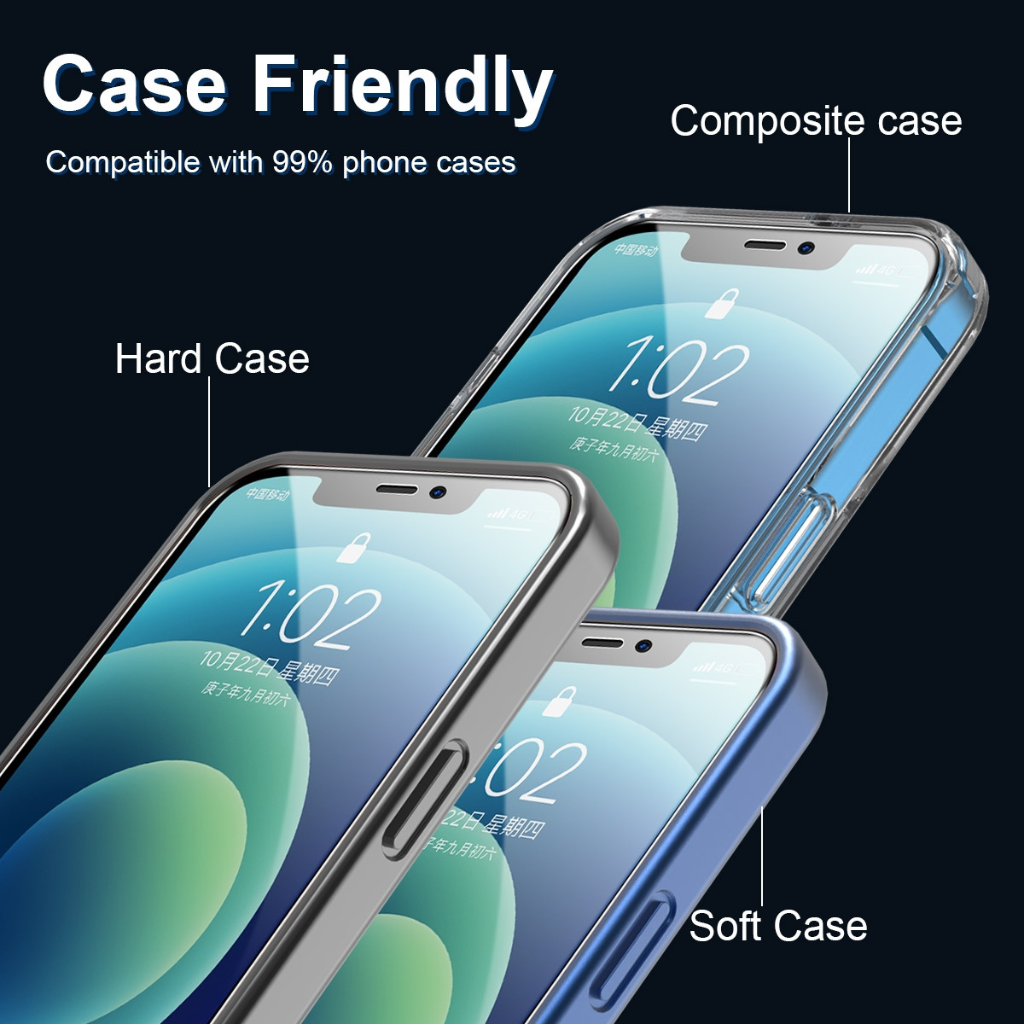 Case Friendly
Compatible with 99% phone cases
Composite case
中国移动
4G
1:02
10月22日 星期四
庚子年九月初六
Hard Case
中国移动
4G
1:02
10月22日 星期四
庚子年九月初六
4G
:02
22日 星期四
子年九月初六
Soft Case